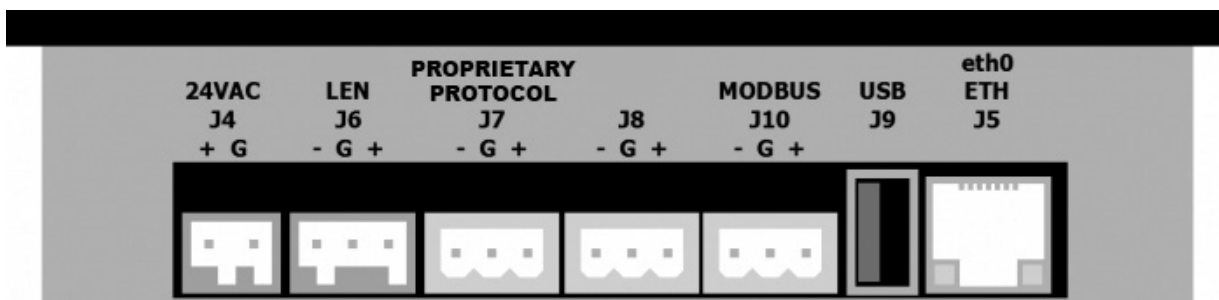 24VAC
J4
+ G
LEN
J6
- G +
PROPRIETARY
PROTOCOL
J7
- G +
J8
- G +
MODBUS
J10
- G +
USB
J9
eth0
ETH
J5